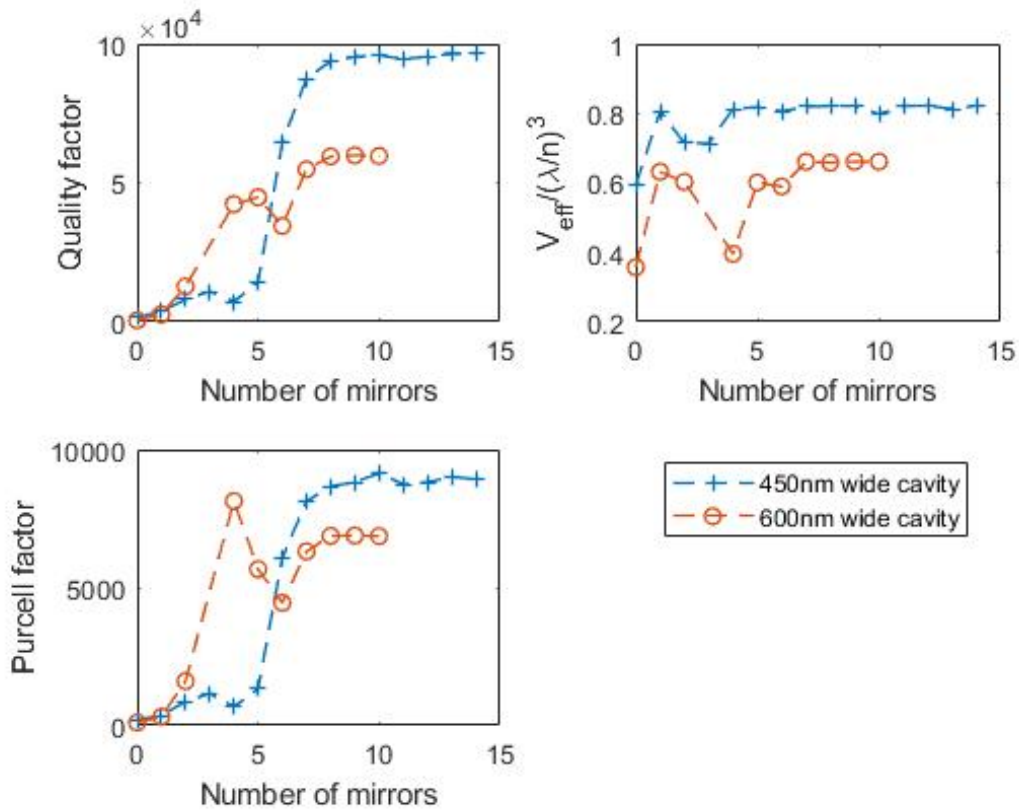 × 10⁴
10
5
0
Quality factor
0 5 10 15
Number of mirrors
1
0.8
0.6
0.4
0.2
V_eff/(λ/n)³
0 5 10 15
Number of mirrors
10000
5000
0
Purcell factor
0 5 10 15
Number of mirrors
450nm wide cavity
600nm wide cavity